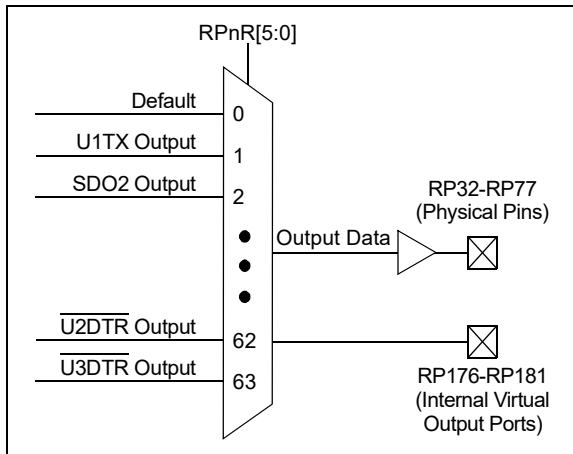 RPnR[5:0]
Default
0
U1TX Output
1
SDO2 Output
2
Output Data
RP32-RP77
(Physical Pins)
U2DTR Output
62
U3DTR Output
63
RP176-RP181
(Internal Virtual
Output Ports)